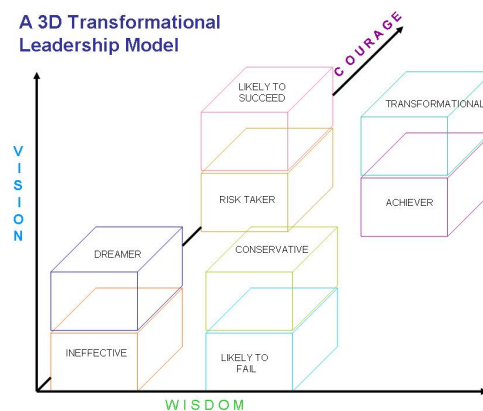 A 3D Transformational
Leadership Model
COURAGE
LIKELY TO
SUCCEED
TRANSFORMATIONAL
VISION
RISK TAKER
ACHIEVER
DREAMER
CONSERVATIVE
INEFFECTIVE
LIKELY TO
FAIL
WISDOM